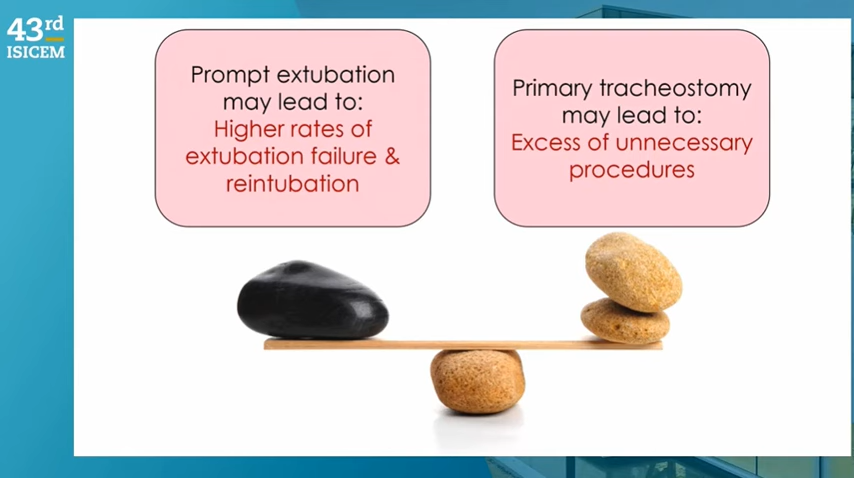 43rd
ISICEM
Prompt extubation
may lead to:
Higher rates of
extubation failure &
reintubation
Primary tracheostomy
may lead to:
Excess of unnecessary
procedures